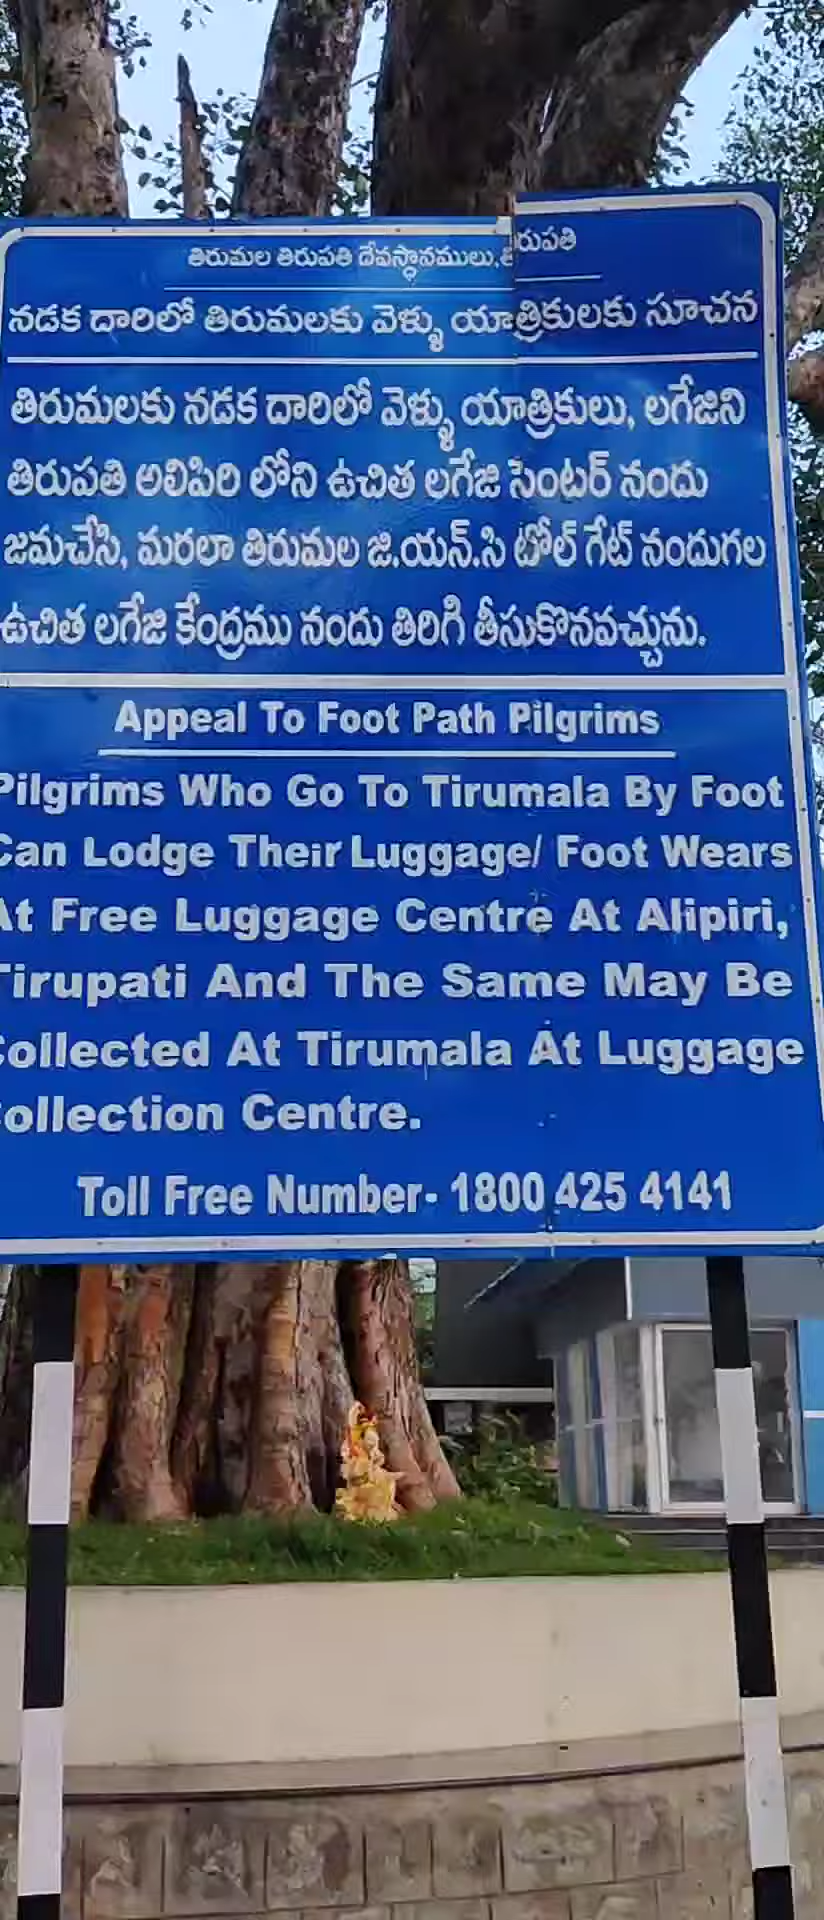 తిరుమల తిరుపతి దేవస్థానములు, తిరుపతి
నడక దారిలో తిరుమలకు వెళ్ళు యాత్రికులకు సూచన
తిరుమలకు నడక దారిలో వెళ్ళు యాత్రికులు, లగేజిని
తిరుపతి అలిపిరి లోని ఉచిత లగేజి సెంటర్ నందు
జమచేసి, మరలా తిరుమల జి.యన్.సి టోల్ గేట్ నందుగల
ఉచిత లగేజి కేంద్రము నందు తిరిగి తీసుకొనవచ్చును.
Appeal To Foot Path Pilgrims
Pilgrims Who Go To Tirumala By Foot
Can Lodge Their Luggage/ Foot Wears
At Free Luggage Centre At Alipiri,
Tirupati And The Same May Be
Collected At Tirumala At Luggage
Collection Centre.
Toll Free Number- 1800 425 4141